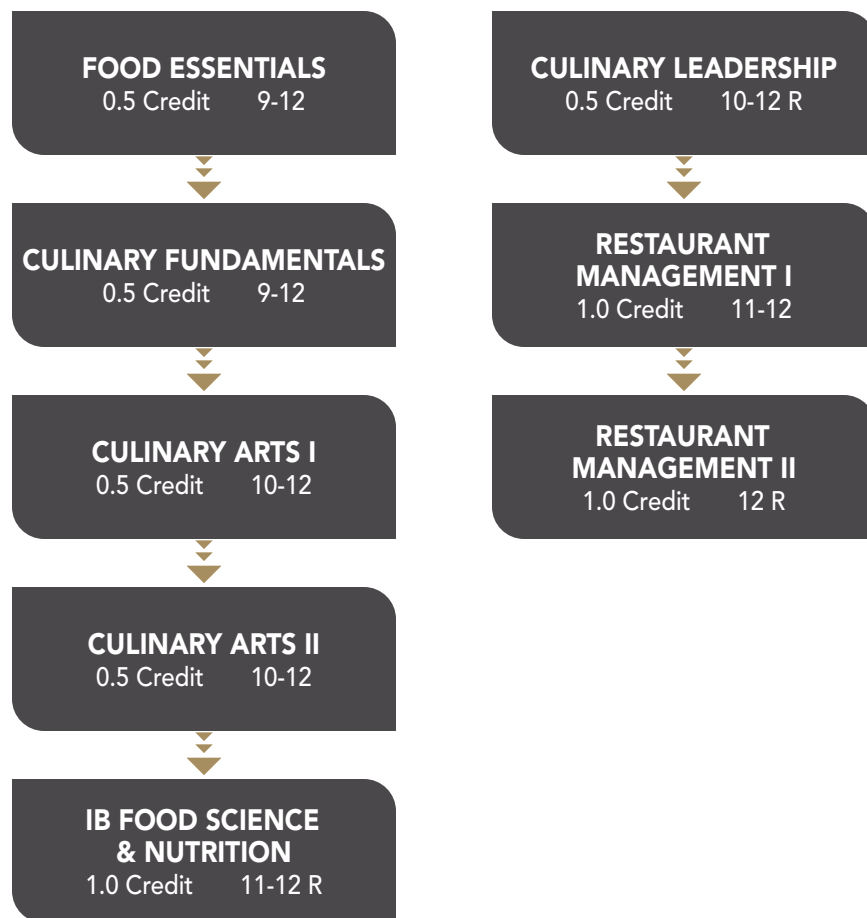 FOOD ESSENTIALS
0.5 Credit 9-12
CULINARY FUNDAMENTALS
0.5 Credit 9-12
CULINARY ARTS I
0.5 Credit 10-12
CULINARY ARTS II
0.5 Credit 10-12
IB FOOD SCIENCE
& NUTRITION
1.0 Credit 11-12 R
CULINARY LEADERSHIP
0.5 Credit 10-12 R
RESTAURANT
MANAGEMENT I
1.0 Credit 11-12
RESTAURANT
MANAGEMENT II
1.0 Credit 12 R